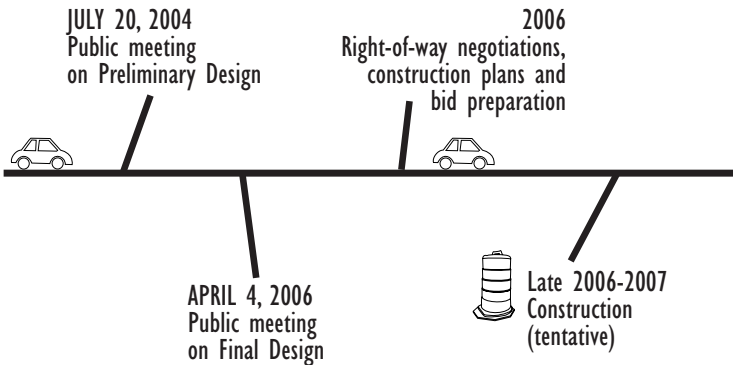 JULY 20, 2004
Public meeting
on Preliminary Design
2006
Right-of-way negotiations,
construction plans and
bid preparation
APRIL 4, 2006
Public meeting
on Final Design
Late 2006-2007
Construction
(tentative)